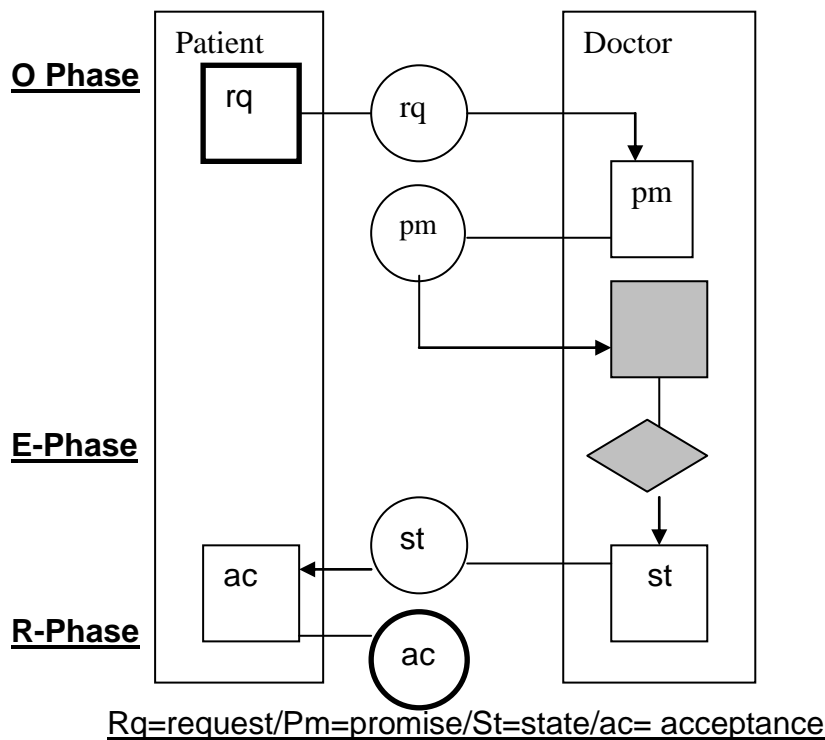 Patient
Doctor
O Phase
rq
rq
pm
pm
E-Phase
st
ac
st
R-Phase
ac
Rq=request/Pm=promise/St=state/ac= acceptance